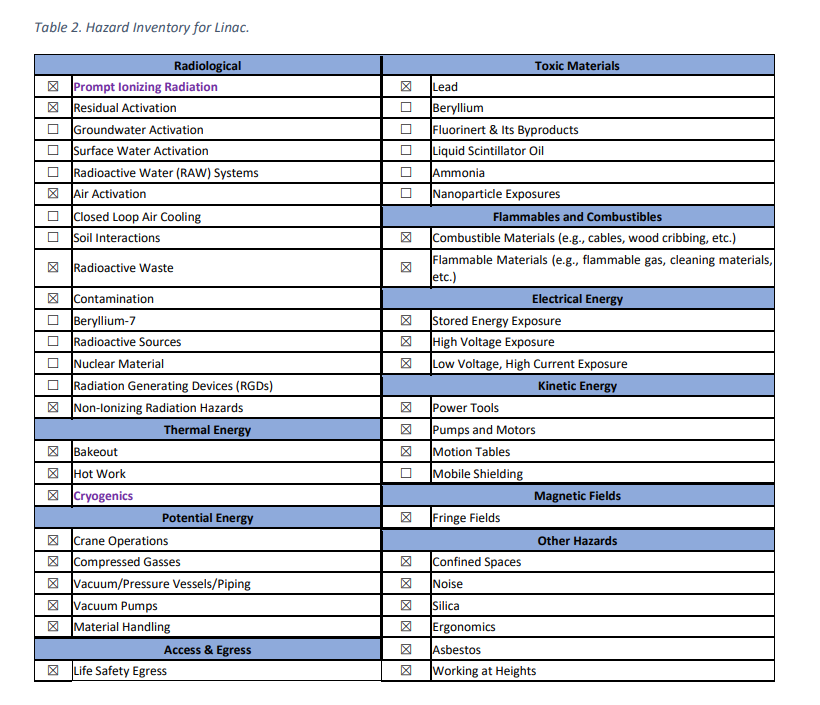 Table 2. Hazard Inventory for Linac.
Radiological
☒ Prompt Ionizing Radiation
☒ Residual Activation
☐ Groundwater Activation
☐ Surface Water Activation
☐ Radioactive Water (RAW) Systems
☒ Air Activation
☐ Closed Loop Air Cooling
☐ Soil Interactions
☒ Radioactive Waste
☒ Contamination
☐ Beryllium-7
☐ Radioactive Sources
☐ Nuclear Material
☐ Radiation Generating Devices (RGDs)
☒ Non-Ionizing Radiation Hazards
Thermal Energy
☒ Bakeout
☒ Hot Work
☒ Cryogenics
Potential Energy
☒ Crane Operations
☒ Compressed Gasses
☒ Vacuum/Pressure Vessels/Piping
☒ Vacuum Pumps
☒ Material Handling
Access & Egress
☒ Life Safety Egress
Toxic Materials
☒ Lead
☐ Beryllium
☐ Fluorinert & Its Byproducts
☐ Liquid Scintillator Oil
☐ Ammonia
☐ Nanoparticle Exposures
Flammables and Combustibles
☒ Combustible Materials (e.g., cables, wood cribbing, etc.)
☒ Flammable Materials (e.g., flammable gas, cleaning materials,
etc.)
Electrical Energy
☒ Stored Energy Exposure
☒ High Voltage Exposure
☒ Low Voltage, High Current Exposure
Kinetic Energy
☒ Power Tools
☒ Pumps and Motors
☒ Motion Tables
☐ Mobile Shielding
Magnetic Fields
☒ Fringe Fields
Other Hazards
☒ Confined Spaces
☒ Noise
☒ Silica
☒ Ergonomics
☒ Asbestos
☒ Working at Heights